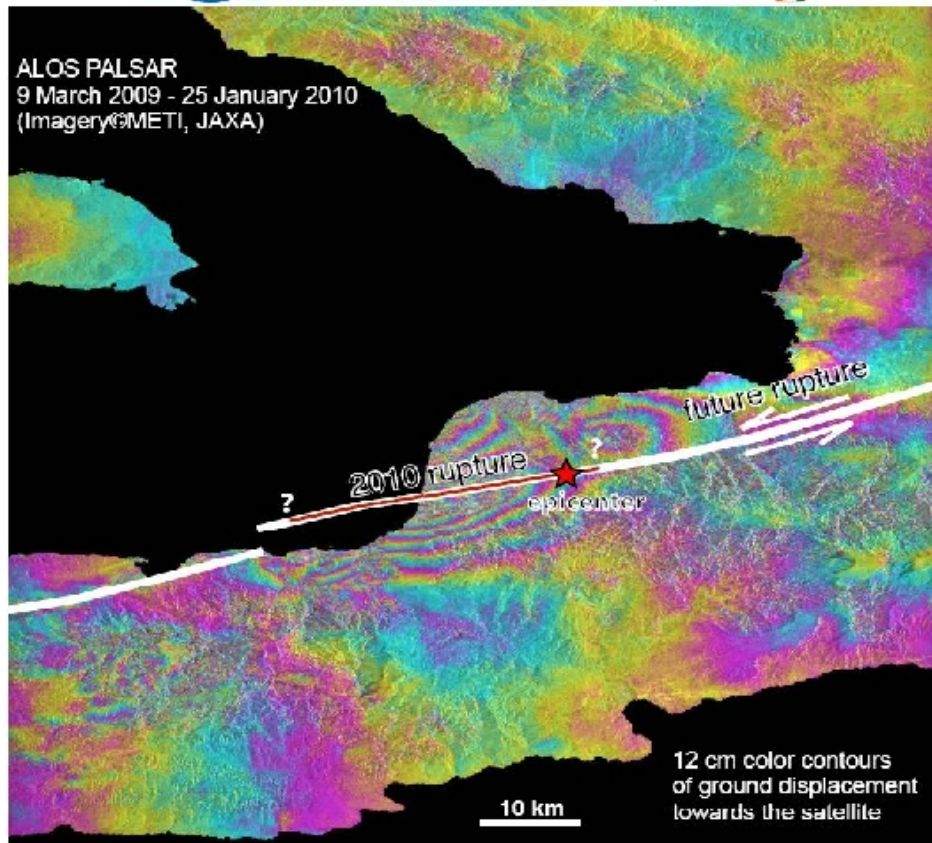 ALOS PALSAR
9 March 2009 - 25 January 2010
(Imagery©METI, JAXA)
future rupture
?
2010 rupture
?
epicenter
12 cm color contours
of ground displacement
towards the satellite
10 km